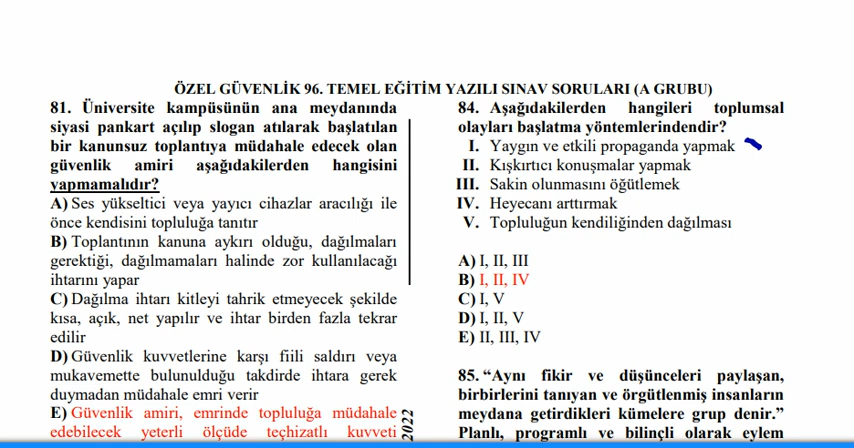 ÖZEL GÜVENLİK 96. TEMEL EĞİTİM YAZILI SINAV SORULARI (A GRUBU)
81. Üniversite kampüsünün ana meydanında
siyasi pankart açılıp slogan atılarak başlatılan
bir kanunsuz toplantıya müdahale edecek olan
güvenlik amiri aşağıdakilerden hangisini
yapmamalıdır?
A) Ses yükseltici veya yayıcı cihazlar aracılığı ile
önce kendisini topluluğa tanıtır
B) Toplantının kanuna aykırı olduğu, dağılmaları
gerektiği, dağılmamaları halinde zor kullanılacağı
ihtarını yapar
C) Dağılma ihtarı kitleyi tahrik etmeyecek şekilde
kısa, açık, net yapılır ve ihtar birden fazla tekrar
edilir
D) Güvenlik kuvvetlerine karşı fiili saldırı veya
mukavemette bulunulduğu takdirde ihtara gerek
duymadan müdahale emri verir
E) Güvenlik amiri, emrinde topluluğa müdahale
edebilecek yeterli ölçüde teçhizatlı kuvveti
2022
84. Aşağıdakilerden hangileri toplumsal
olayları başlatma yöntemlerindendir?
I. Yaygın ve etkili propaganda yapmak
II. Kışkırtıcı konuşmalar yapmak
III. Sakin olunmasını öğütlemek
IV. Heyecanı arttırmak
V. Topluluğun kendiliğinden dağılması
A) I, II, III
B) I, II, IV
C) I, V
D) I, II, V
E) II, III, IV
85. “Aynı fikir ve düşünceleri paylaşan,
birbirlerini tanıyan ve örgütlenmiş insanların
meydana getirdikleri kümelere grup denir.”
Planlı, programlı ve bilinçli olarak eylem